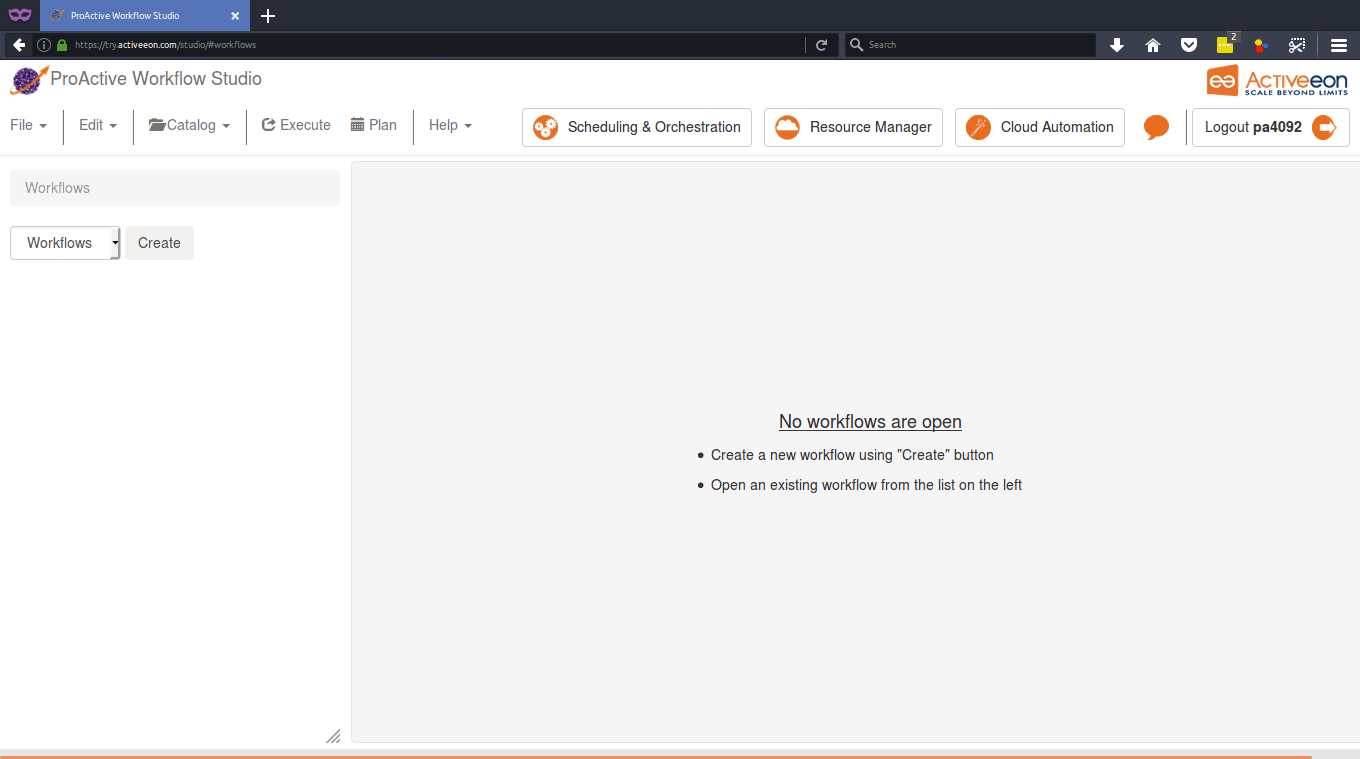 ProActive Workflow Studio
https://try.activeeon.com/studio/#workflows
Search
2
ProActive Workflow Studio
Activeeon
SCALE BEYOND LIMITS
File
Edit
Catalog
Execute
Plan
Help
Scheduling & Orchestration
Resource Manager
Cloud Automation
Logout pa4092
Workflows
Workflows
Create
No workflows are open
Create a new workflow using "Create" button
Open an existing workflow from the list on the left